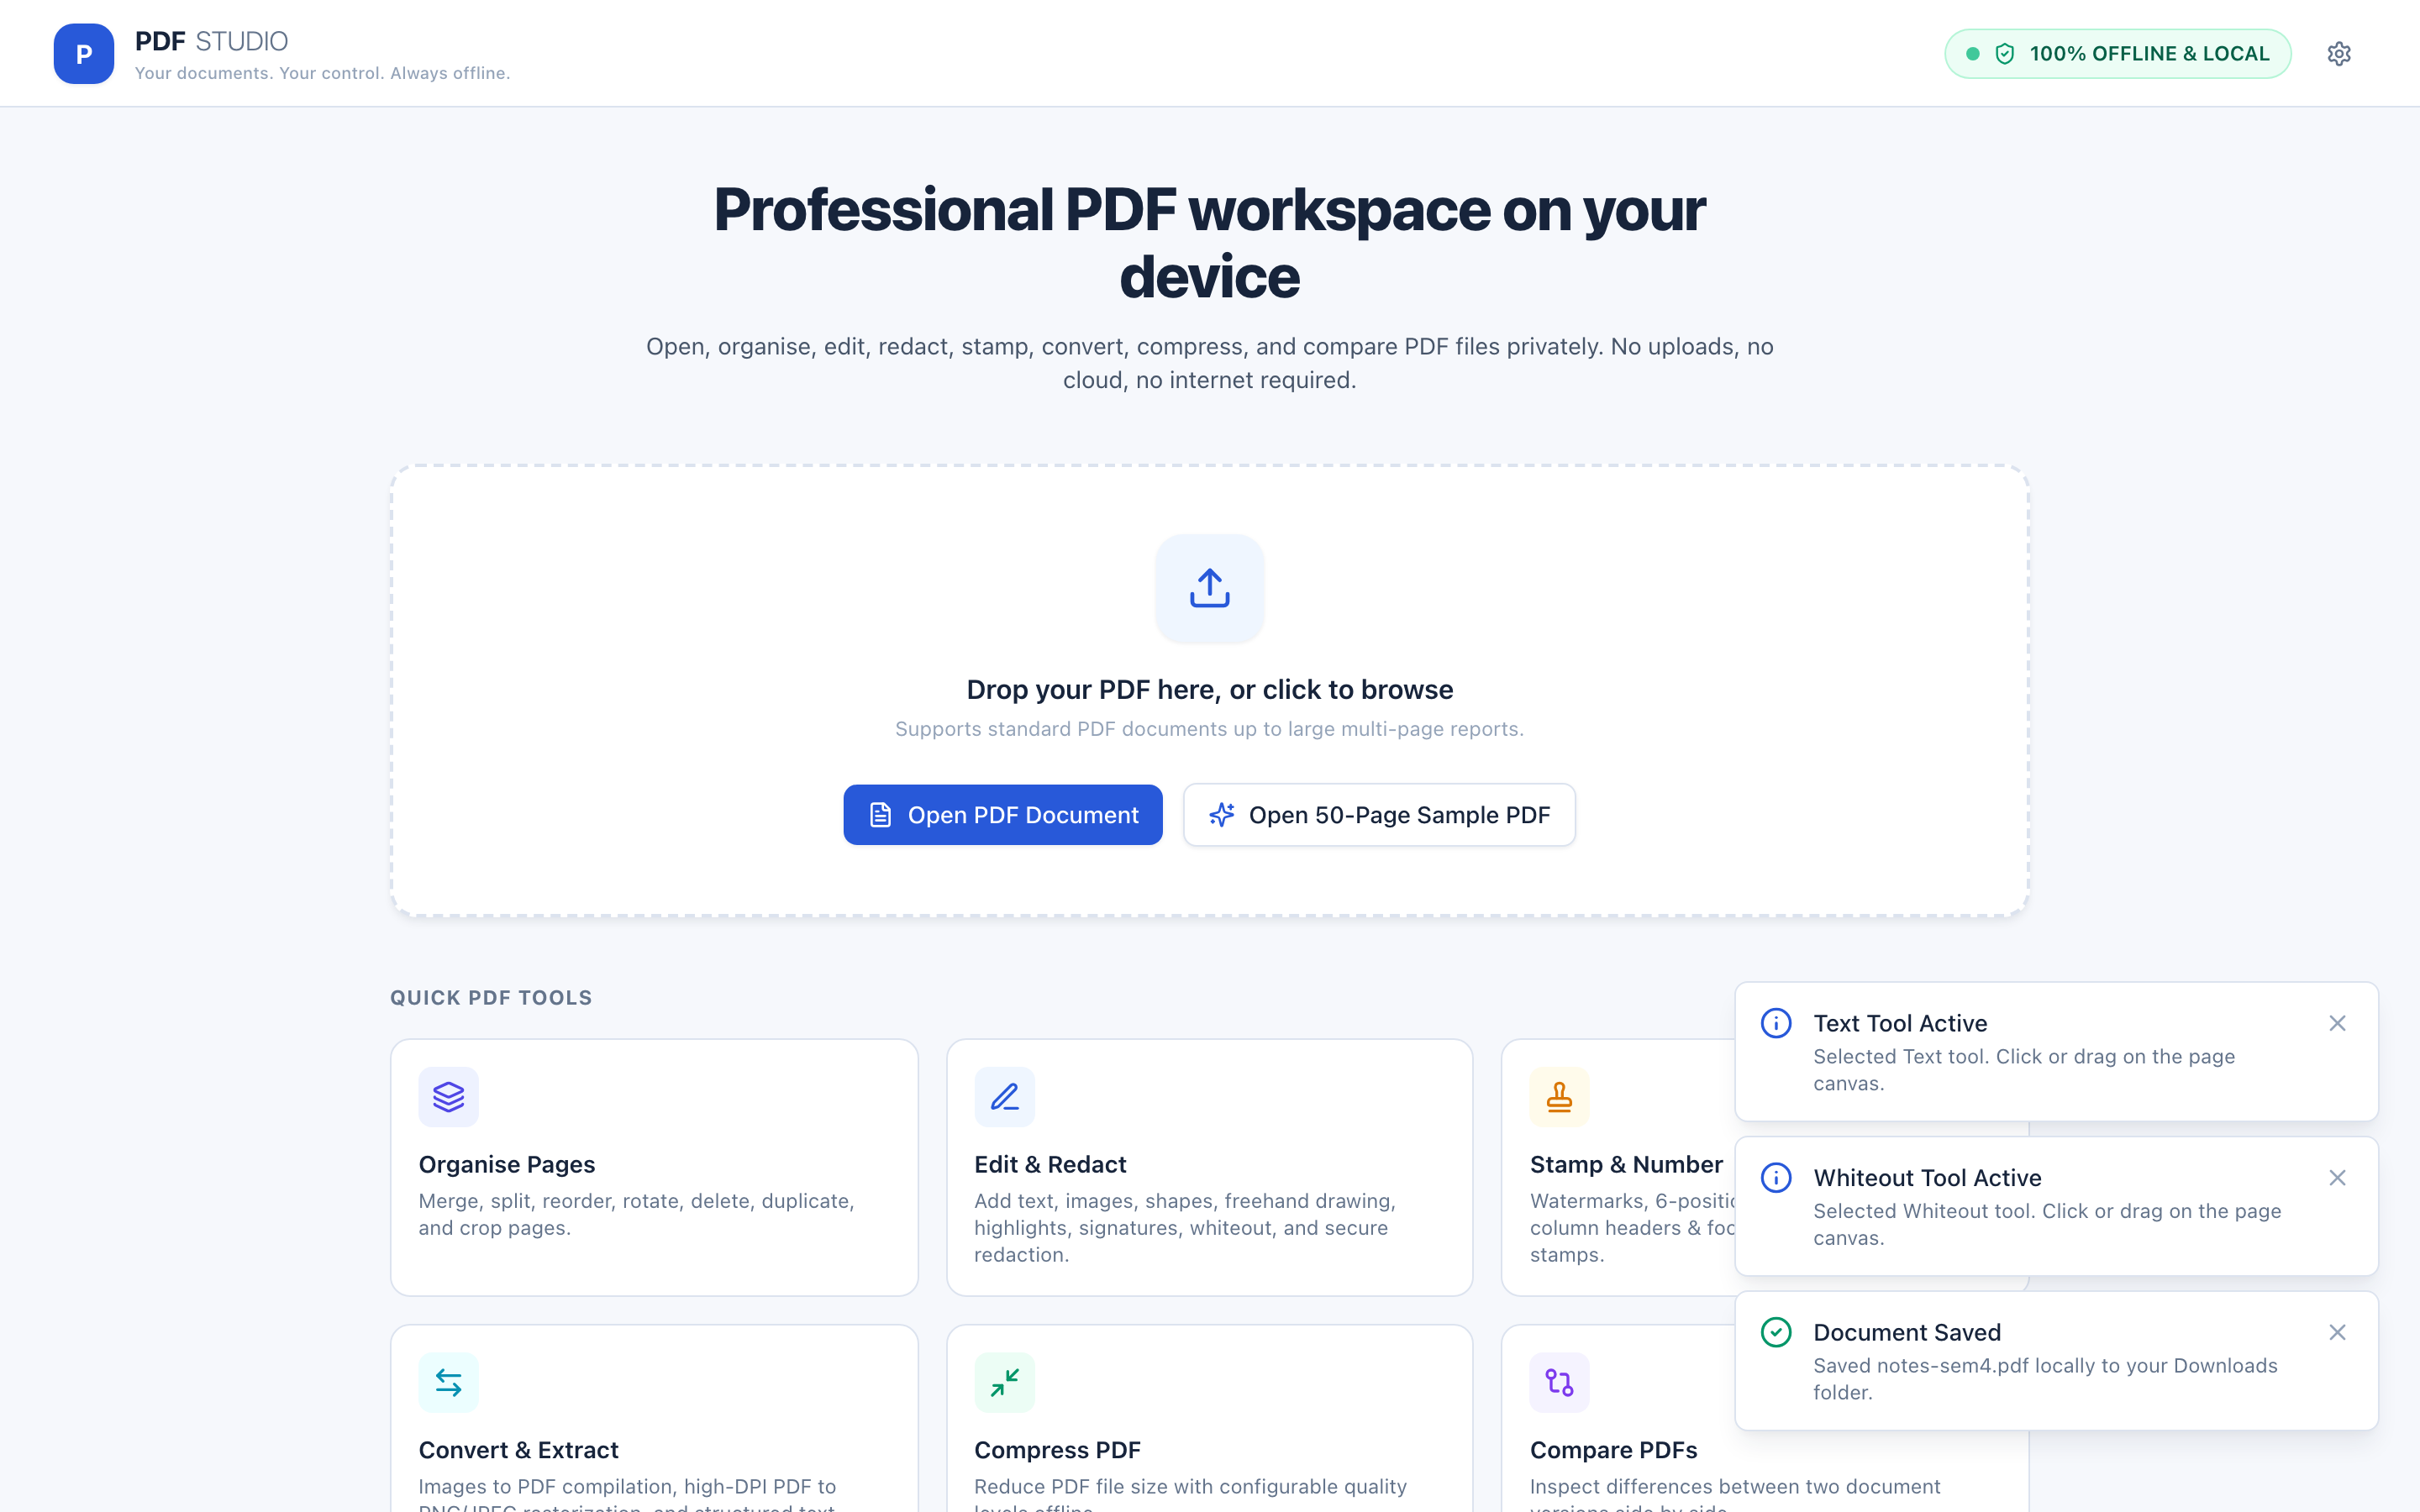 P
PDF STUDIO
Your documents. Your control. Always offline.
100% OFFLINE & LOCAL
Professional PDF workspace on your
device
Open, organise, edit, redact, stamp, convert, compress, and compare PDF files privately. No uploads, no
cloud, no internet required.
Drop your PDF here, or click to browse
Supports standard PDF documents up to large multi-page reports.
Open PDF Document
Open 50-Page Sample PDF
QUICK PDF TOOLS
Organise Pages
Merge, split, reorder, rotate, delete, duplicate,
and crop pages.
Edit & Redact
Add text, images, shapes, freehand drawing,
highlights, signatures, whiteout, and secure
redaction.
Stamp & Number
Watermarks,
column headers &
stamps.
Convert & Extract
Images to PDF compilation, high-DPI PDF to
Compress PDF
Reduce PDF file size with configurable quality
Compare PDFs
Inspect differences between two document
Text Tool Active
Selected Text tool. Click or drag on the page
canvas.
Whiteout Tool Active
Selected Whiteout tool. Click or drag on the page
canvas.
Document Saved
Saved notes-sem4.pdf locally to your Downloads
folder.